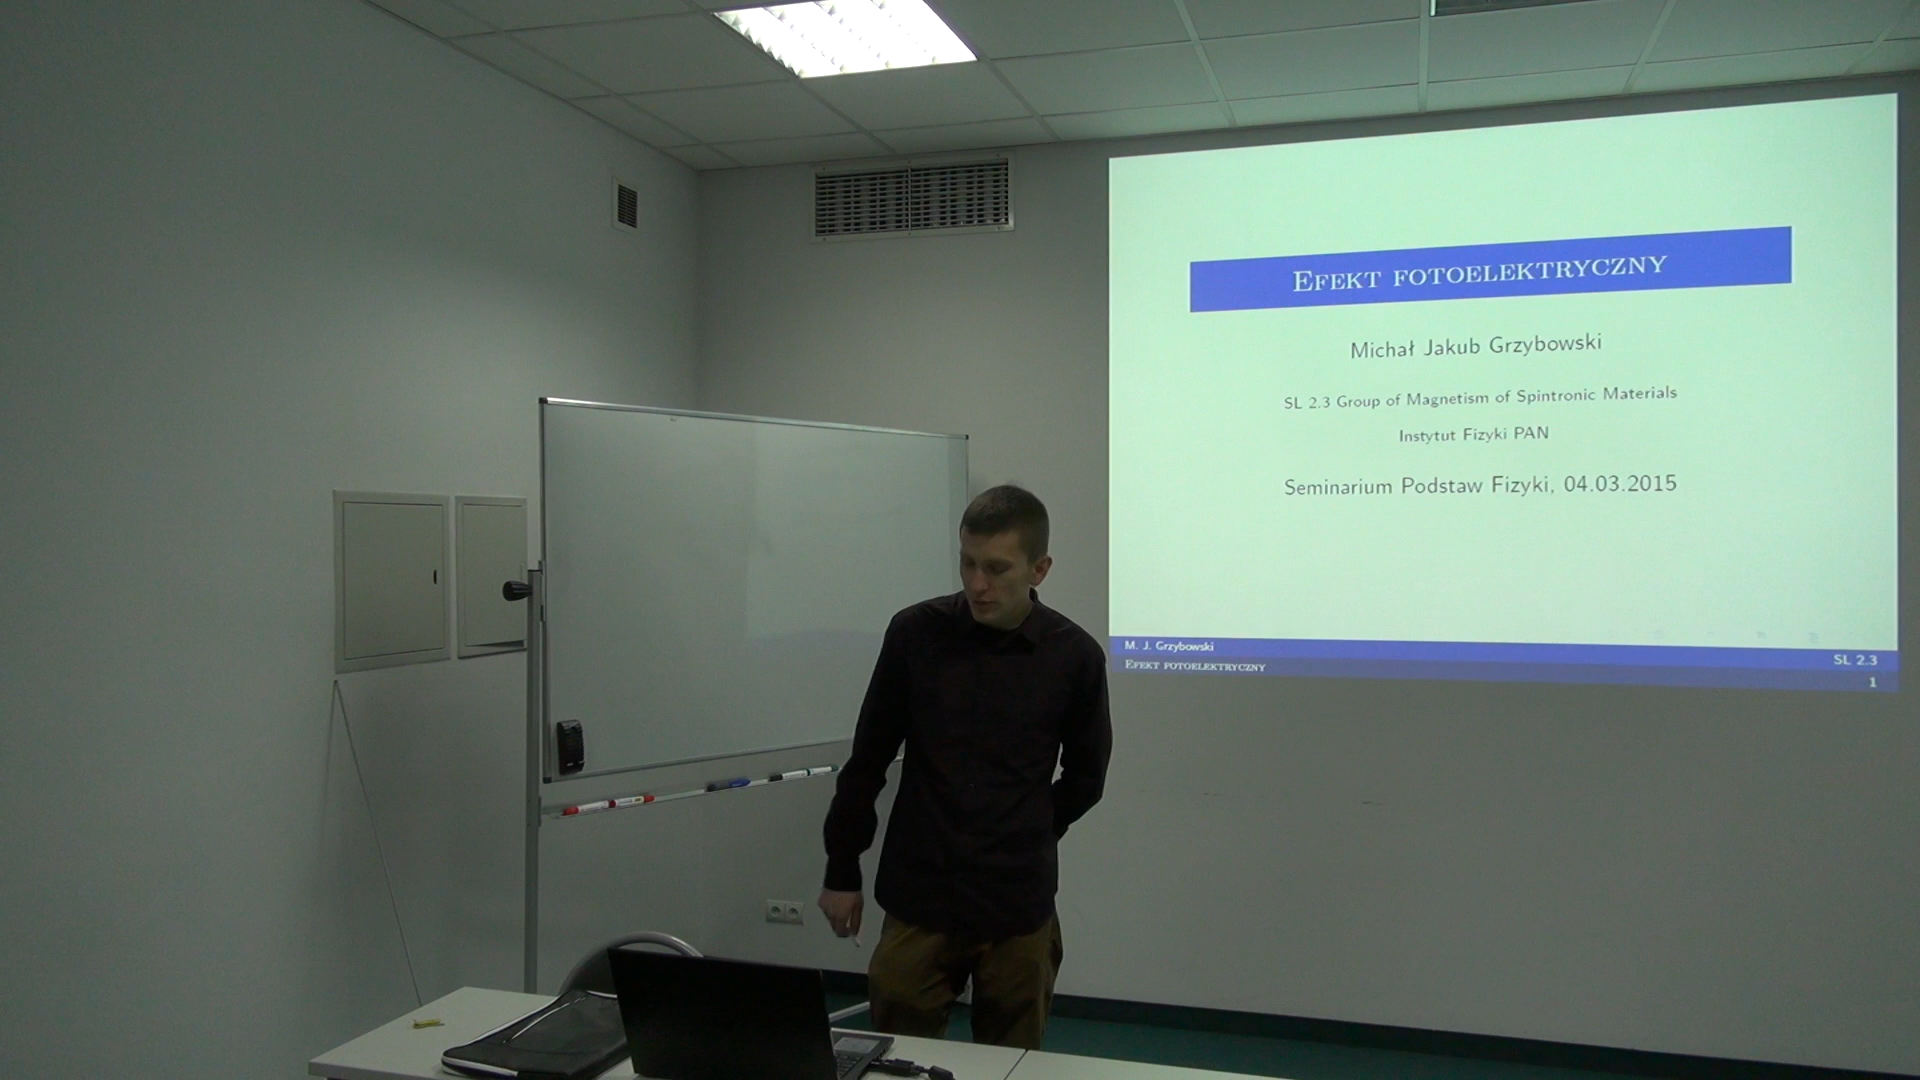 Efekt fotoelektryczny
Michał Jakub Grzybowski
SL 2.3 Group of Magnetism of Spintronic Materials
Instytut Fizyki PAN
Seminarium Podstaw Fizyki, 04.03.2015
M. J. Grzybowski
SL 2.3
Efekt fotoelektryczny
1